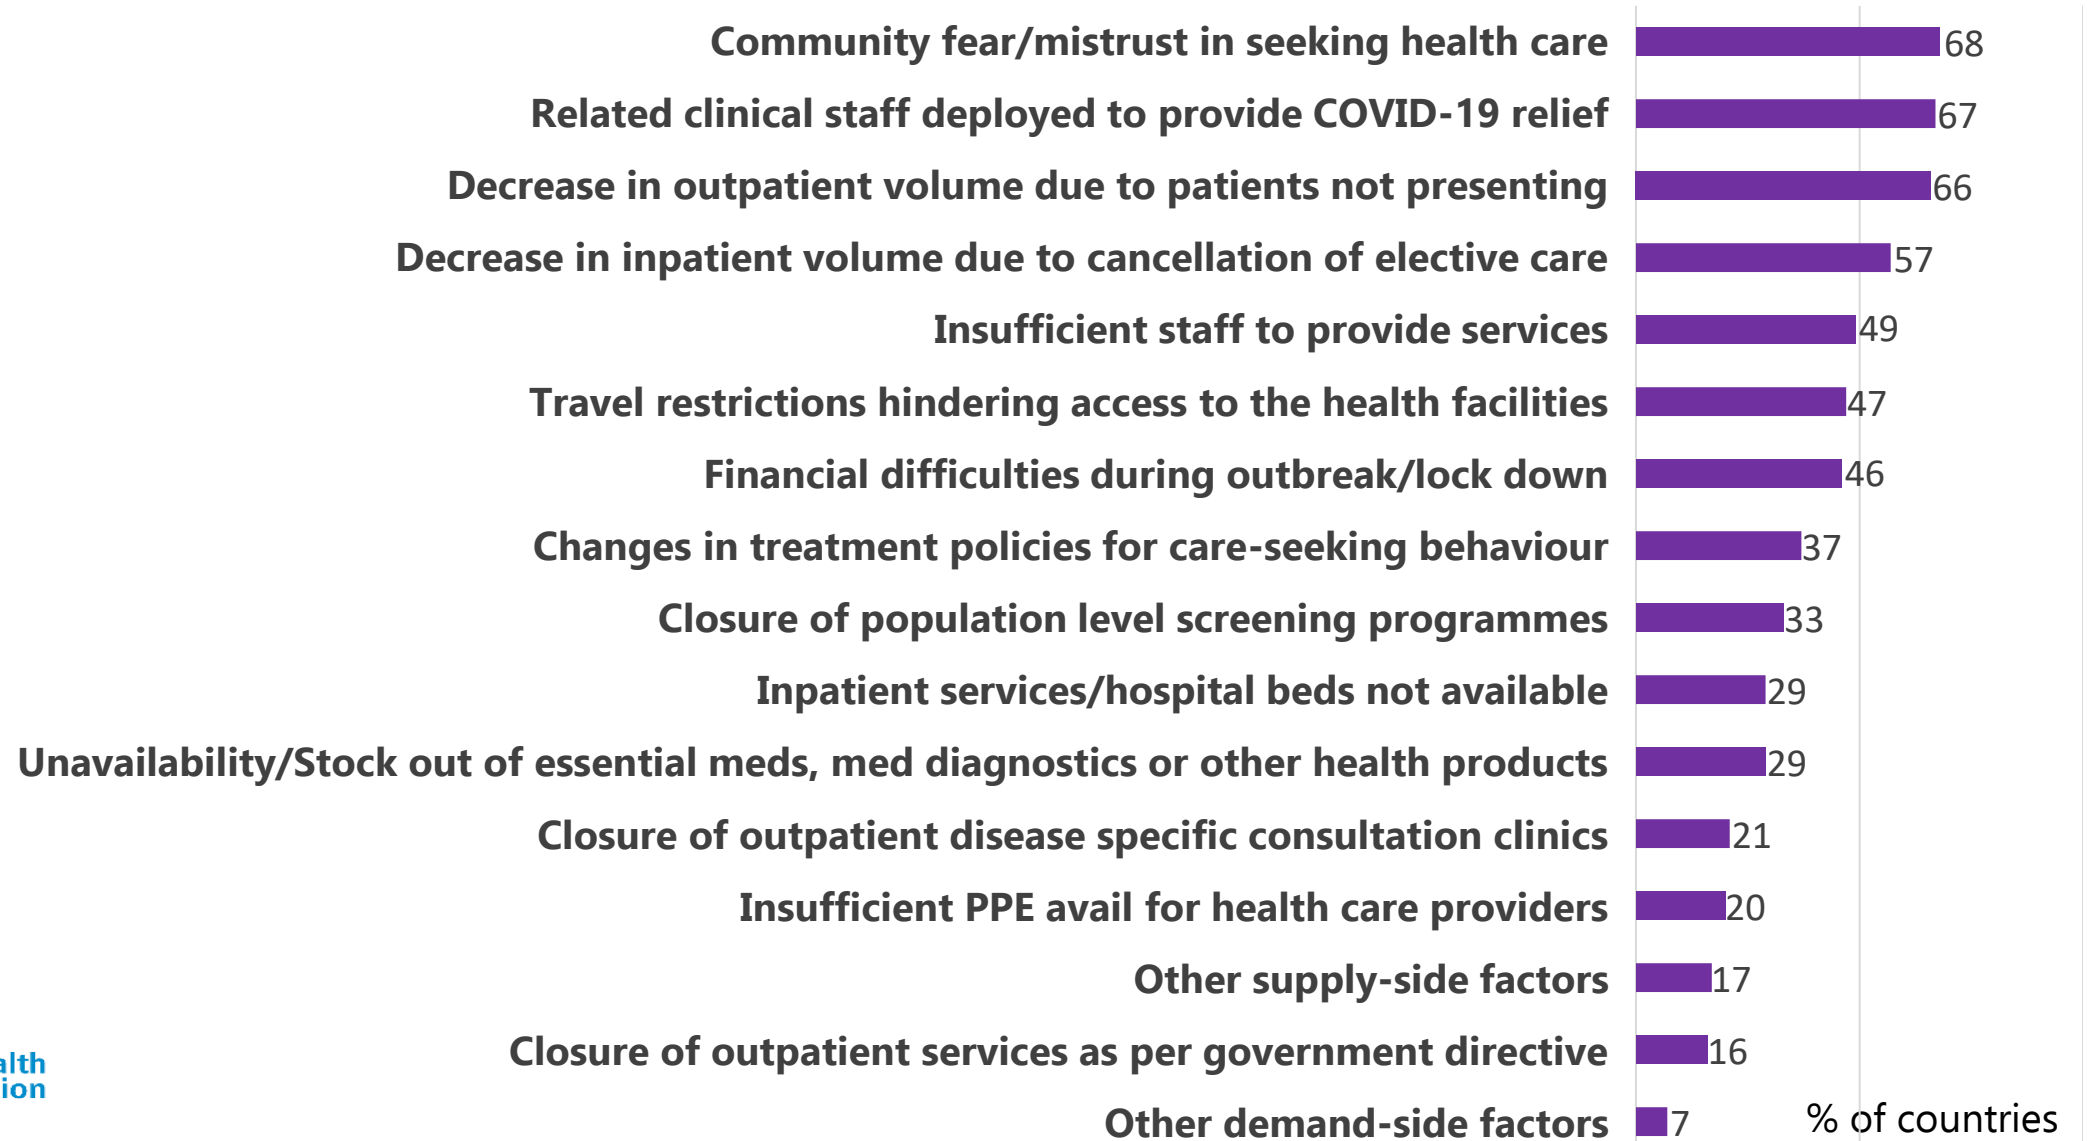 Community fear/mistrust in seeking health care 68
Related clinical staff deployed to provide COVID-19 relief 67
Decrease in outpatient volume due to patients not presenting 66
Decrease in inpatient volume due to cancellation of elective care 57
Insufficient staff to provide services 49
Travel restrictions hindering access to the health facilities 47
Financial difficulties during outbreak/lock down 46
Changes in treatment policies for care-seeking behaviour 37
Closure of population level screening programmes 33
Inpatient services/hospital beds not available 29
Unavailability/Stock out of essential meds, med diagnostics or other health products 29
Closure of outpatient disease specific consultation clinics 21
Insufficient PPE avail for health care providers 20
Other supply-side factors 17
Closure of outpatient services as per government directive 16
Other demand-side factors 7
% of countries